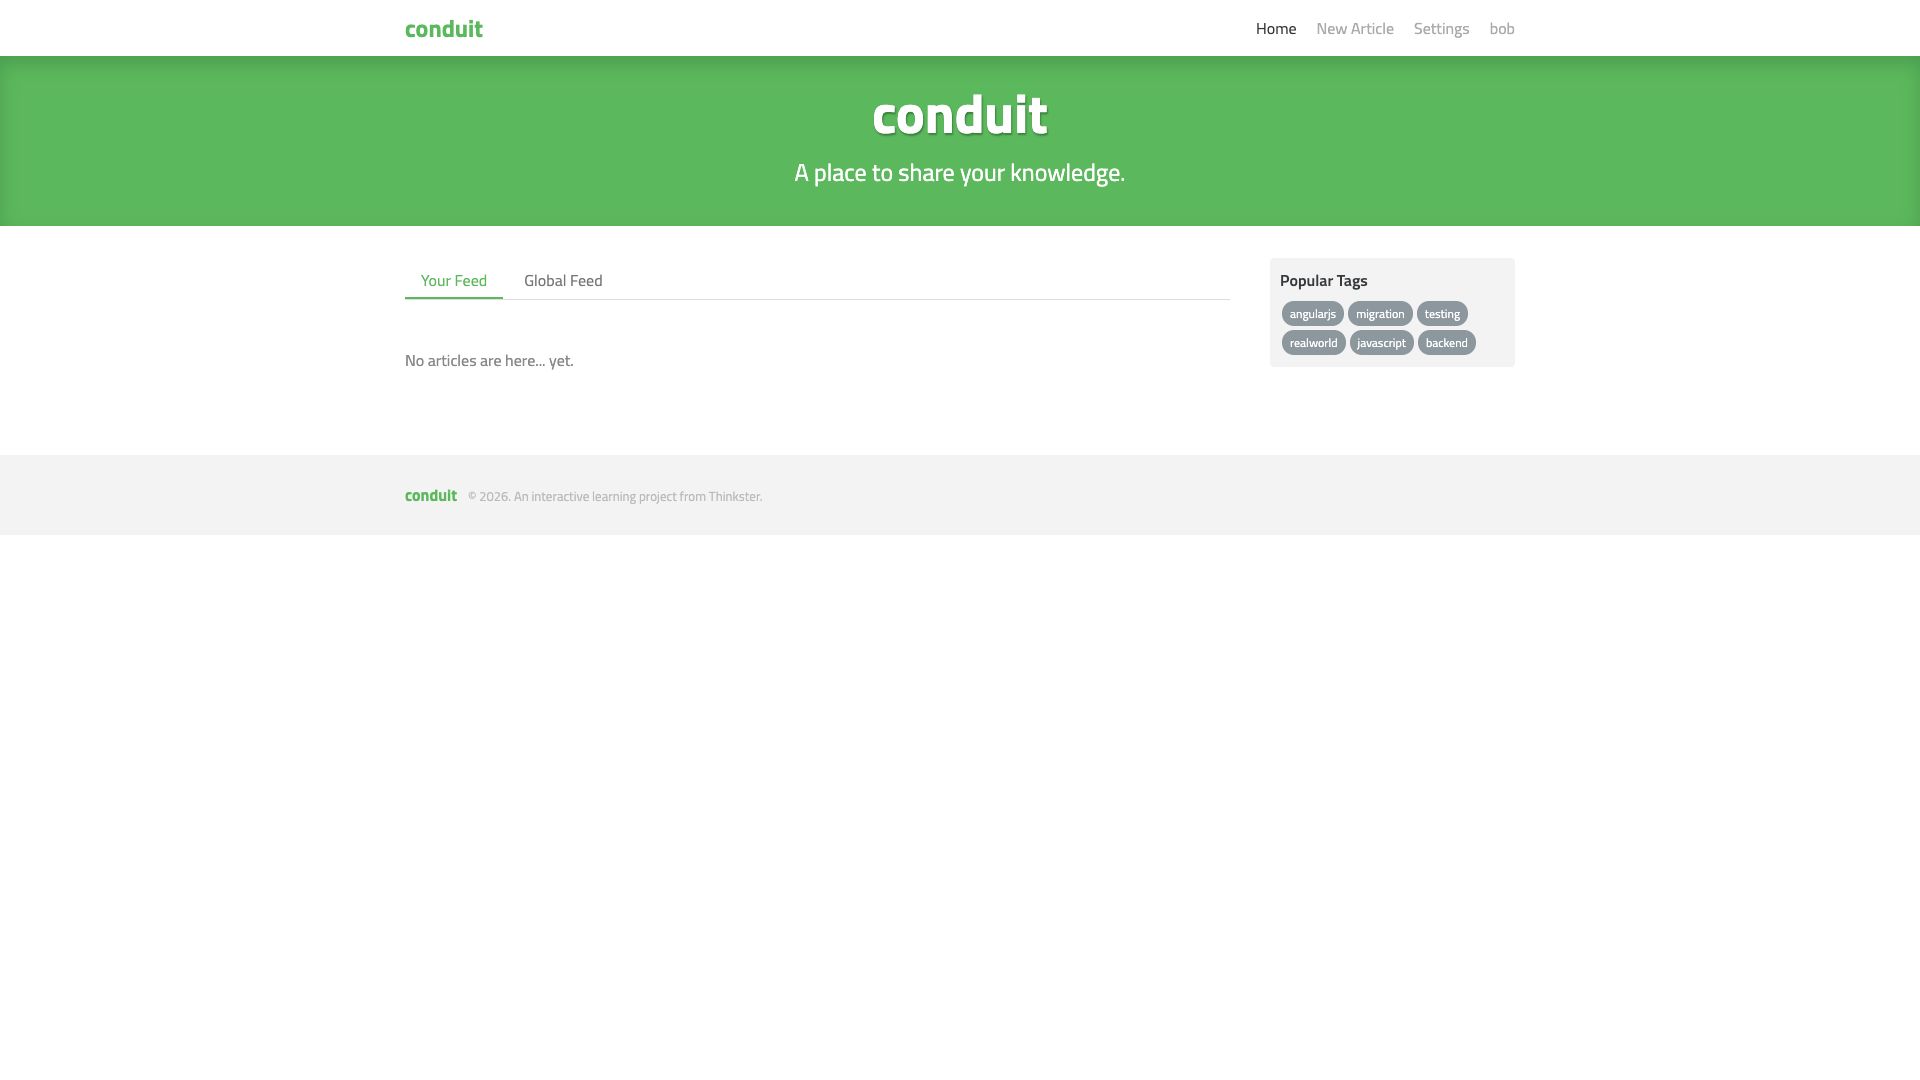 conduit
Home New Article Settings bob
conduit
A place to share your knowledge.
Your Feed Global Feed
No articles are here... yet.
Popular Tags
angularjs migration testing
realworld javascript backend
conduit © 2026. An interactive learning project from Thinkster.